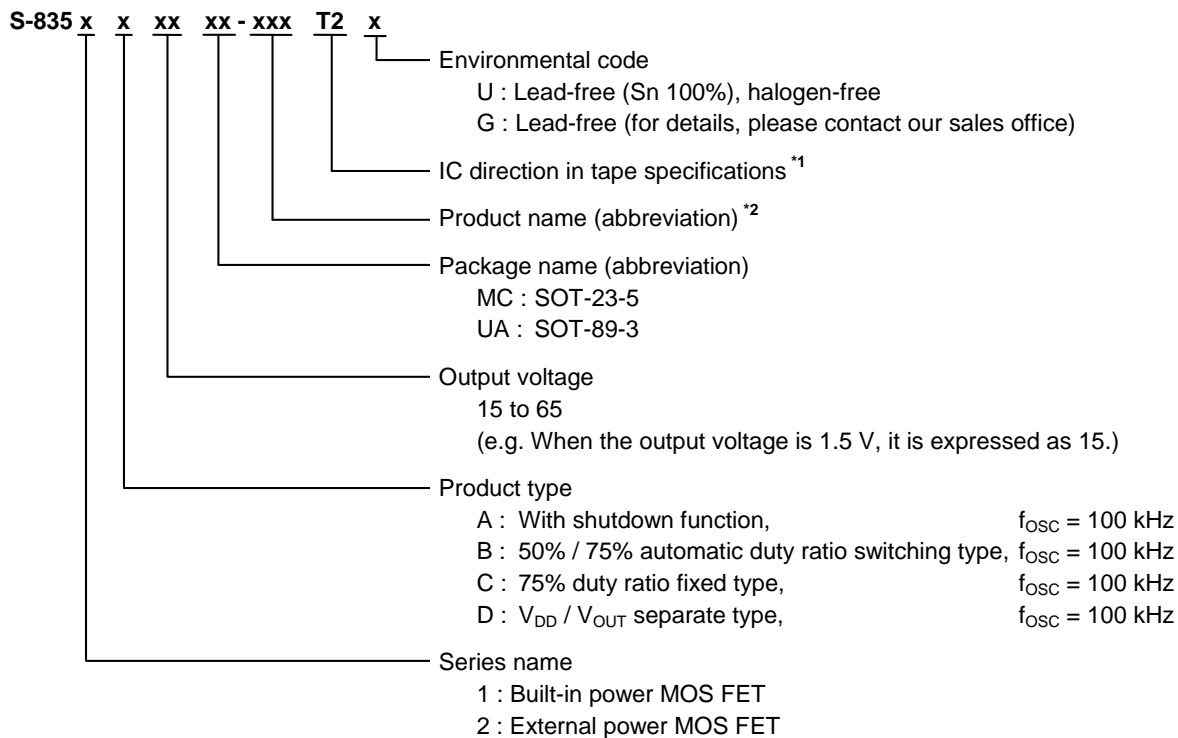 S-835 x x xx xx - xxx T2 x
Environmental code
U : Lead-free (Sn 100%), halogen-free
G : Lead-free (for details, please contact our sales office)
IC direction in tape specifications *1
Product name (abbreviation) *2
Package name (abbreviation)
MC : SOT-23-5
UA : SOT-89-3
Output voltage
15 to 65
(e.g. When the output voltage is 1.5 V, it is expressed as 15.)
Product type
A : With shutdown function, fOSC = 100 kHz
B : 50% / 75% automatic duty ratio switching type, fOSC = 100 kHz
C : 75% duty ratio fixed type, fOSC = 100 kHz
D : VDD / VOUT separate type, fOSC = 100 kHz
Series name
1 : Built-in power MOS FET
2 : External power MOS FET